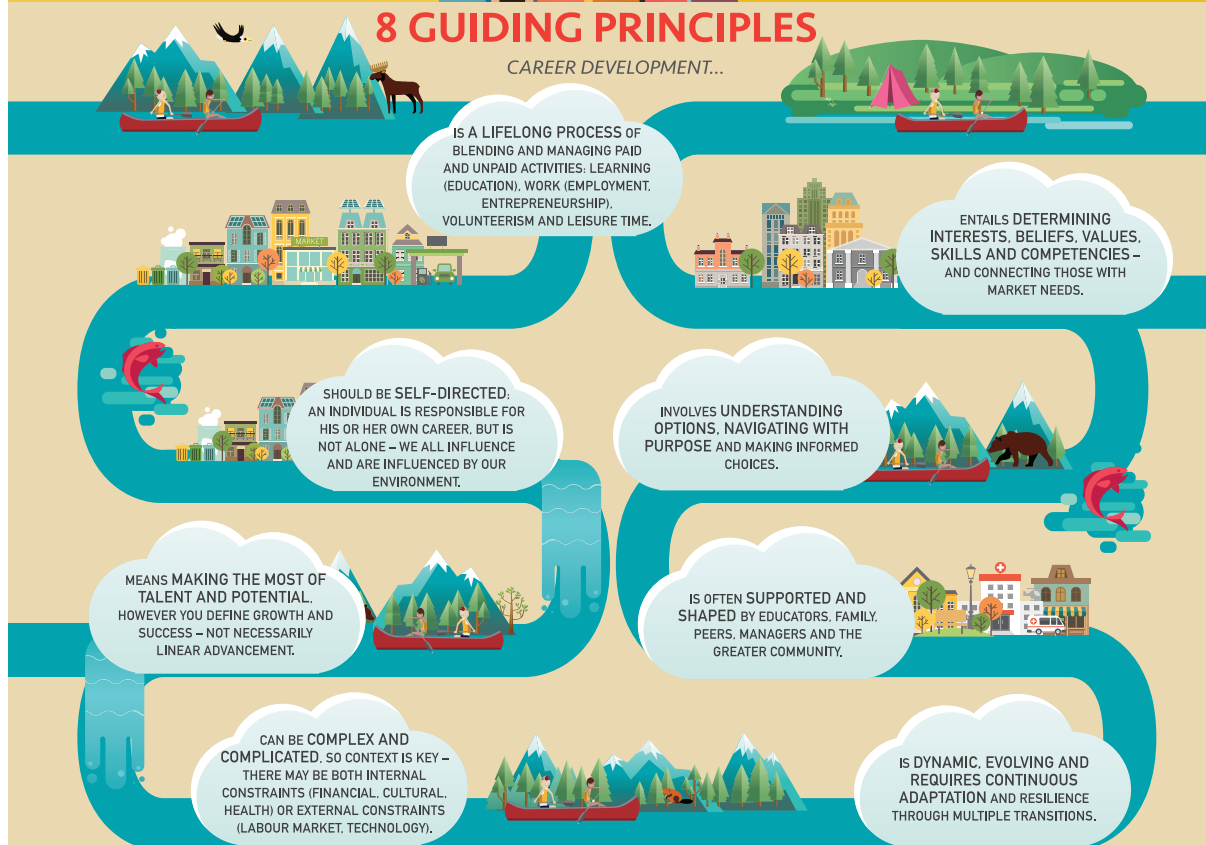 8 GUIDING PRINCIPLES
CAREER DEVELOPMENT...
IS A LIFELONG PROCESS OF
BLENDING AND MANAGING PAID
AND UNPAID ACTIVITIES: LEARNING
(EDUCATION), WORK (EMPLOYMENT,
ENTREPRENEURSHIP),
VOLUNTEERISM AND LEISURE TIME.
MARKET
ENTAILS DETERMINING
INTERESTS, BELIEFS, VALUES,
SKILLS AND COMPETENCIES –
AND CONNECTING THOSE WITH
MARKET NEEDS.
SHOULD BE SELF-DIRECTED;
AN INDIVIDUAL IS RESPONSIBLE FOR
HIS OR HER OWN CAREER, BUT IS
NOT ALONE – WE ALL INFLUENCE
AND ARE INFLUENCED BY OUR
ENVIRONMENT.
INVOLVES UNDERSTANDING
OPTIONS, NAVIGATING WITH
PURPOSE AND MAKING INFORMED
CHOICES.
MEANS MAKING THE MOST OF
TALENT AND POTENTIAL,
HOWEVER YOU DEFINE GROWTH AND
SUCCESS – NOT NECESSARILY
LINEAR ADVANCEMENT.
IS OFTEN SUPPORTED AND
SHAPED BY EDUCATORS, FAMILY,
PEERS, MANAGERS AND THE
GREATER COMMUNITY.
CAN BE COMPLEX AND
COMPLICATED, SO CONTEXT IS KEY –
THERE MAY BE BOTH INTERNAL
CONSTRAINTS (FINANCIAL, CULTURAL,
HEALTH) OR EXTERNAL CONSTRAINTS
(LABOUR MARKET, TECHNOLOGY).
IS DYNAMIC, EVOLVING AND
REQUIRES CONTINUOUS
ADAPTATION AND RESILIENCE
THROUGH MULTIPLE TRANSITIONS.